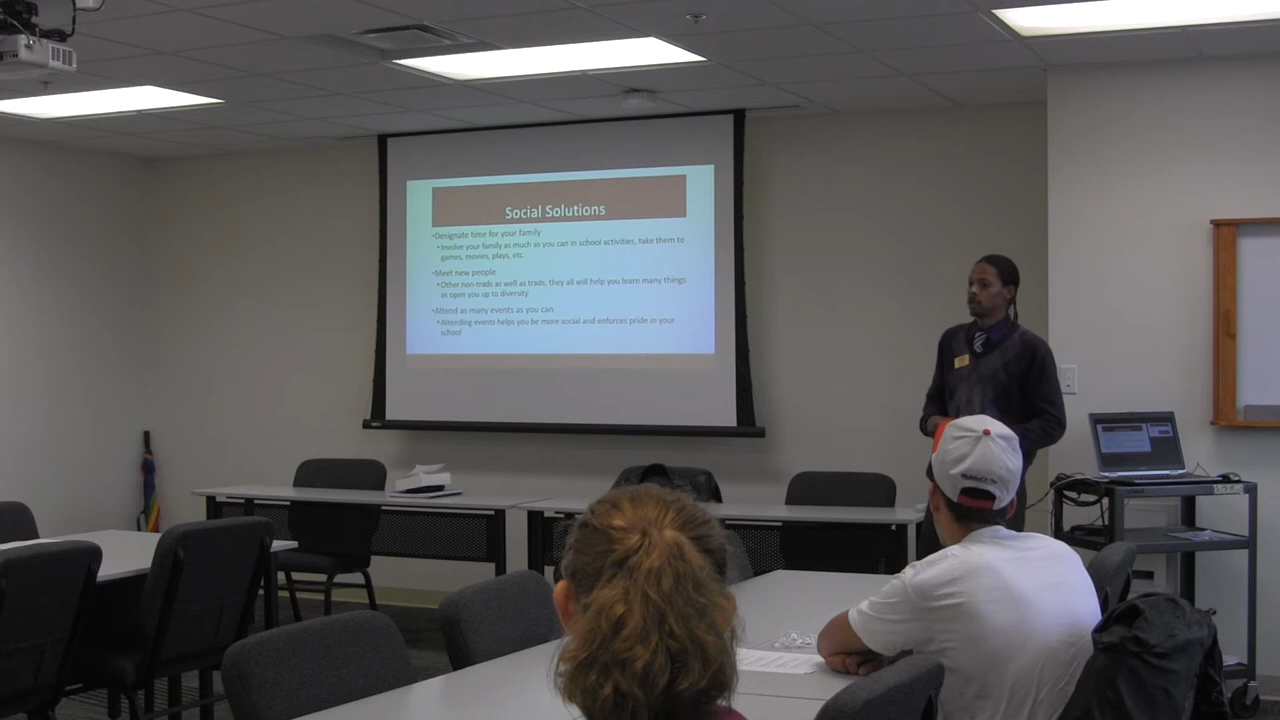 Social Solutions
•Designate time for your family
•Involve your family as much as you can in school activities, take them to
games, movies, plays, etc.
•Meet new people
•Other non-trads as well as trads, they all will help you learn many things
as open you up to diversity
•Attend as many events as you can
•Attending events helps you be more social and enforces pride in your
school